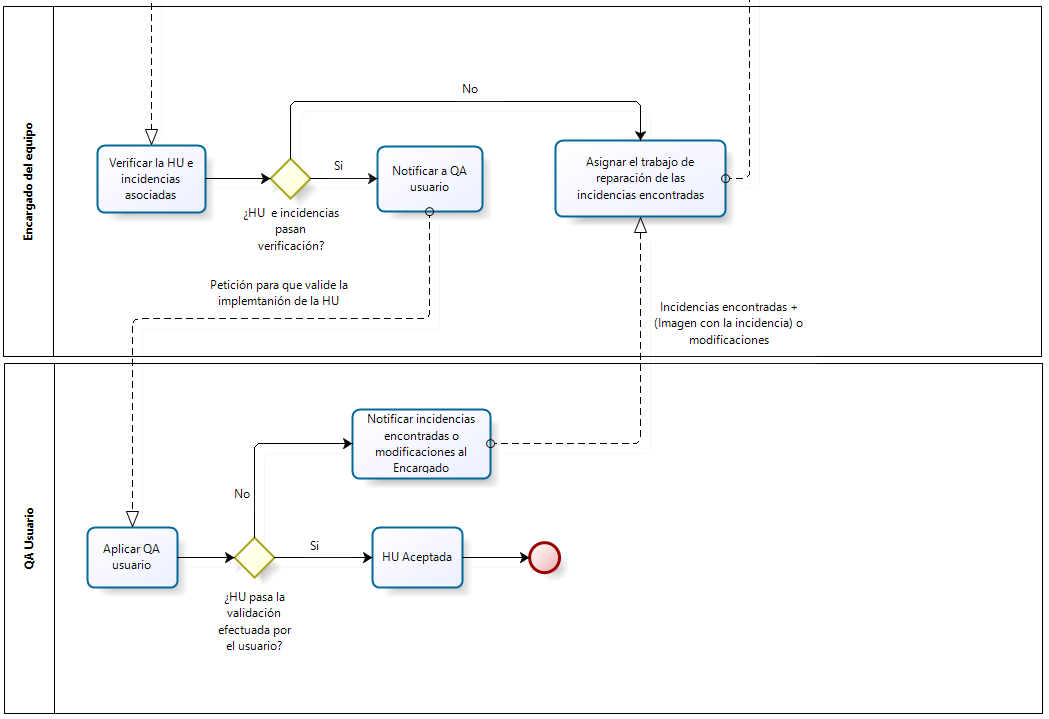 Encargado del equipo
No
Verificar la HU e
incidencias
asociadas
Si
Notificar a QA
usuario
Asignar el trabajo de
reparación de las
incidencias encontradas
¿HU e incidencias
pasan
verificación?
Petición para que valide la
implemtanión de la HU
Incidencias encontradas +
(Imagen con la incidencia) o
modificaciones
QA Usuario
Notificar incidencias
encontradas o
modificaciones al
Encargado
No
Aplicar QA
usuario
Si
HU Aceptada
¿HU pasa la
validación
efectuada por
el usuario?